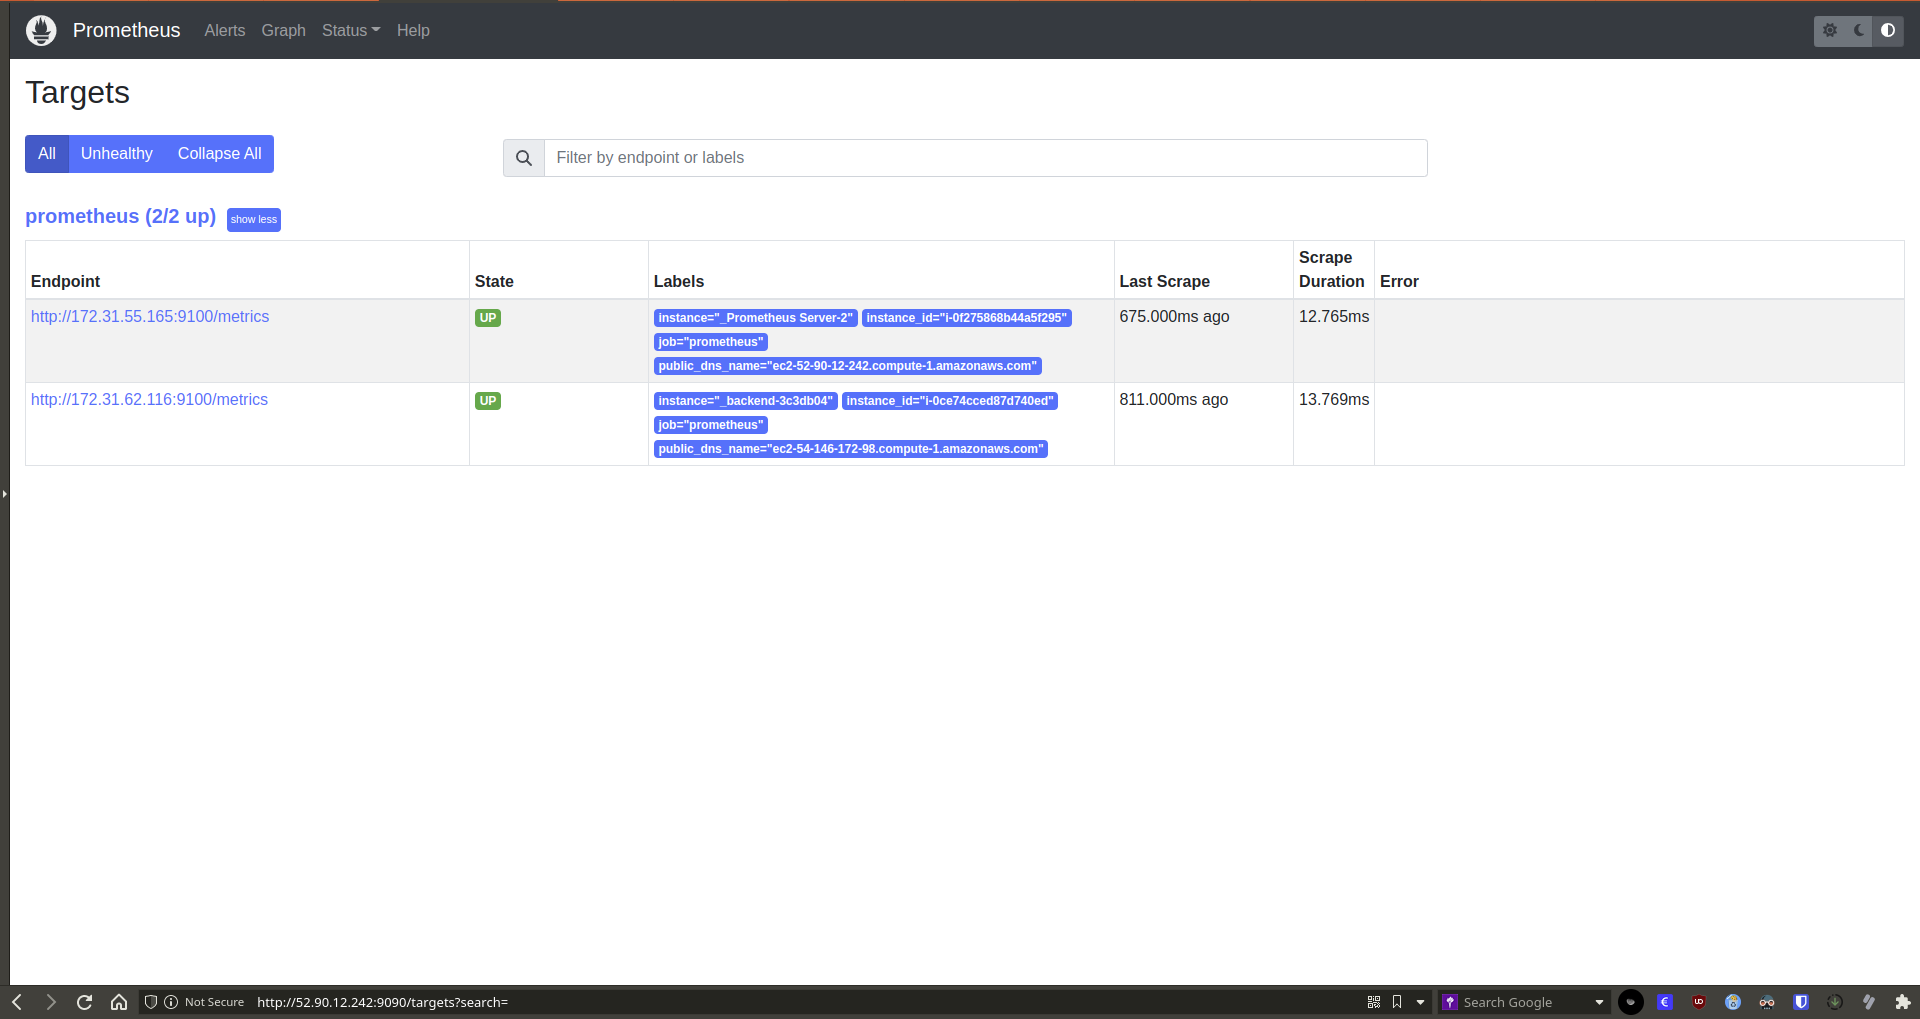 Prometheus Alerts Graph Status Help
Targets
All Unhealthy Collapse All
Filter by endpoint or labels
prometheus (2/2 up) show less
Endpoint State Labels Last Scrape Scrape Duration Error
http://172.31.55.165:9100/metrics UP instance="_Prometheus Server-2" instance_id="i-0f275868b44a5f295" 675.000ms ago 12.765ms
job="prometheus"
public_dns_name="ec2-52-90-12-242.compute-1.amazonaws.com"
http://172.31.62.116:9100/metrics UP instance="_backend-3c3db04" instance_id="i-0ce74cced87d740ed" 811.000ms ago 13.769ms
job="prometheus"
public_dns_name="ec2-54-146-172-98.compute-1.amazonaws.com"
Not Secure http://52.90.12.242:9090/targets?search= Search Google